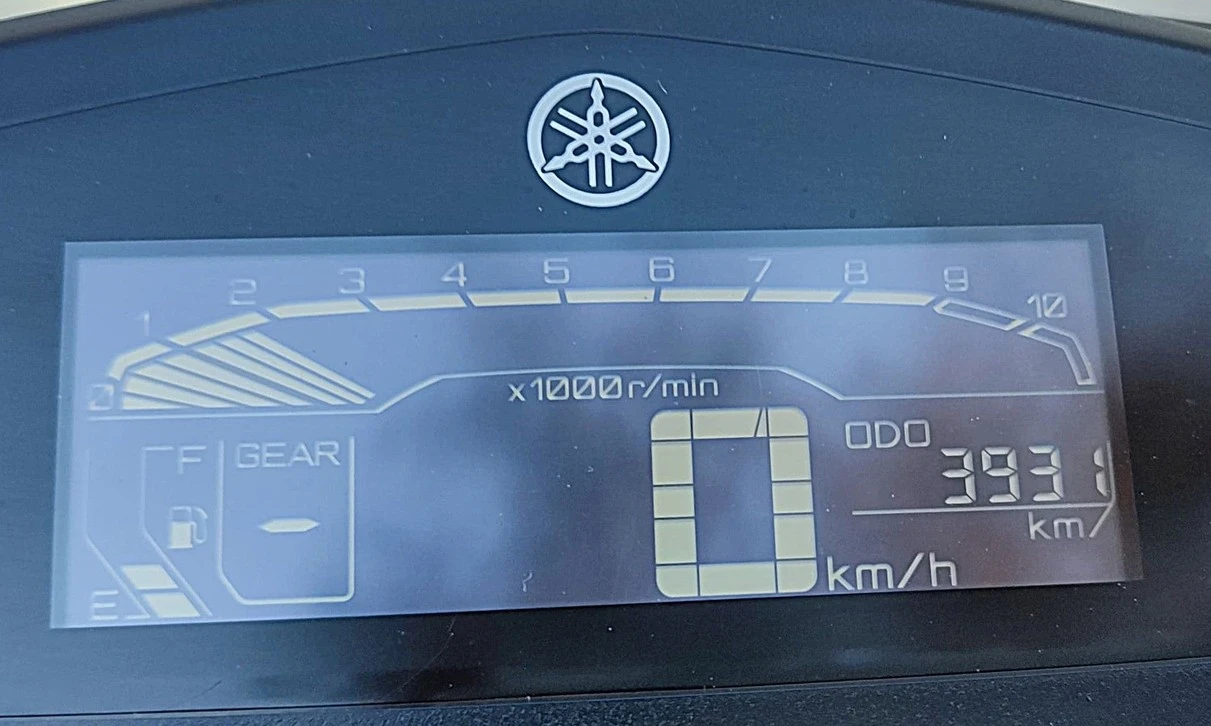 0 1 2 3 4 5 6 7 8 9 10
x1000r/min
F
GEAR
-
E
0
km/h
ODO
3931
km